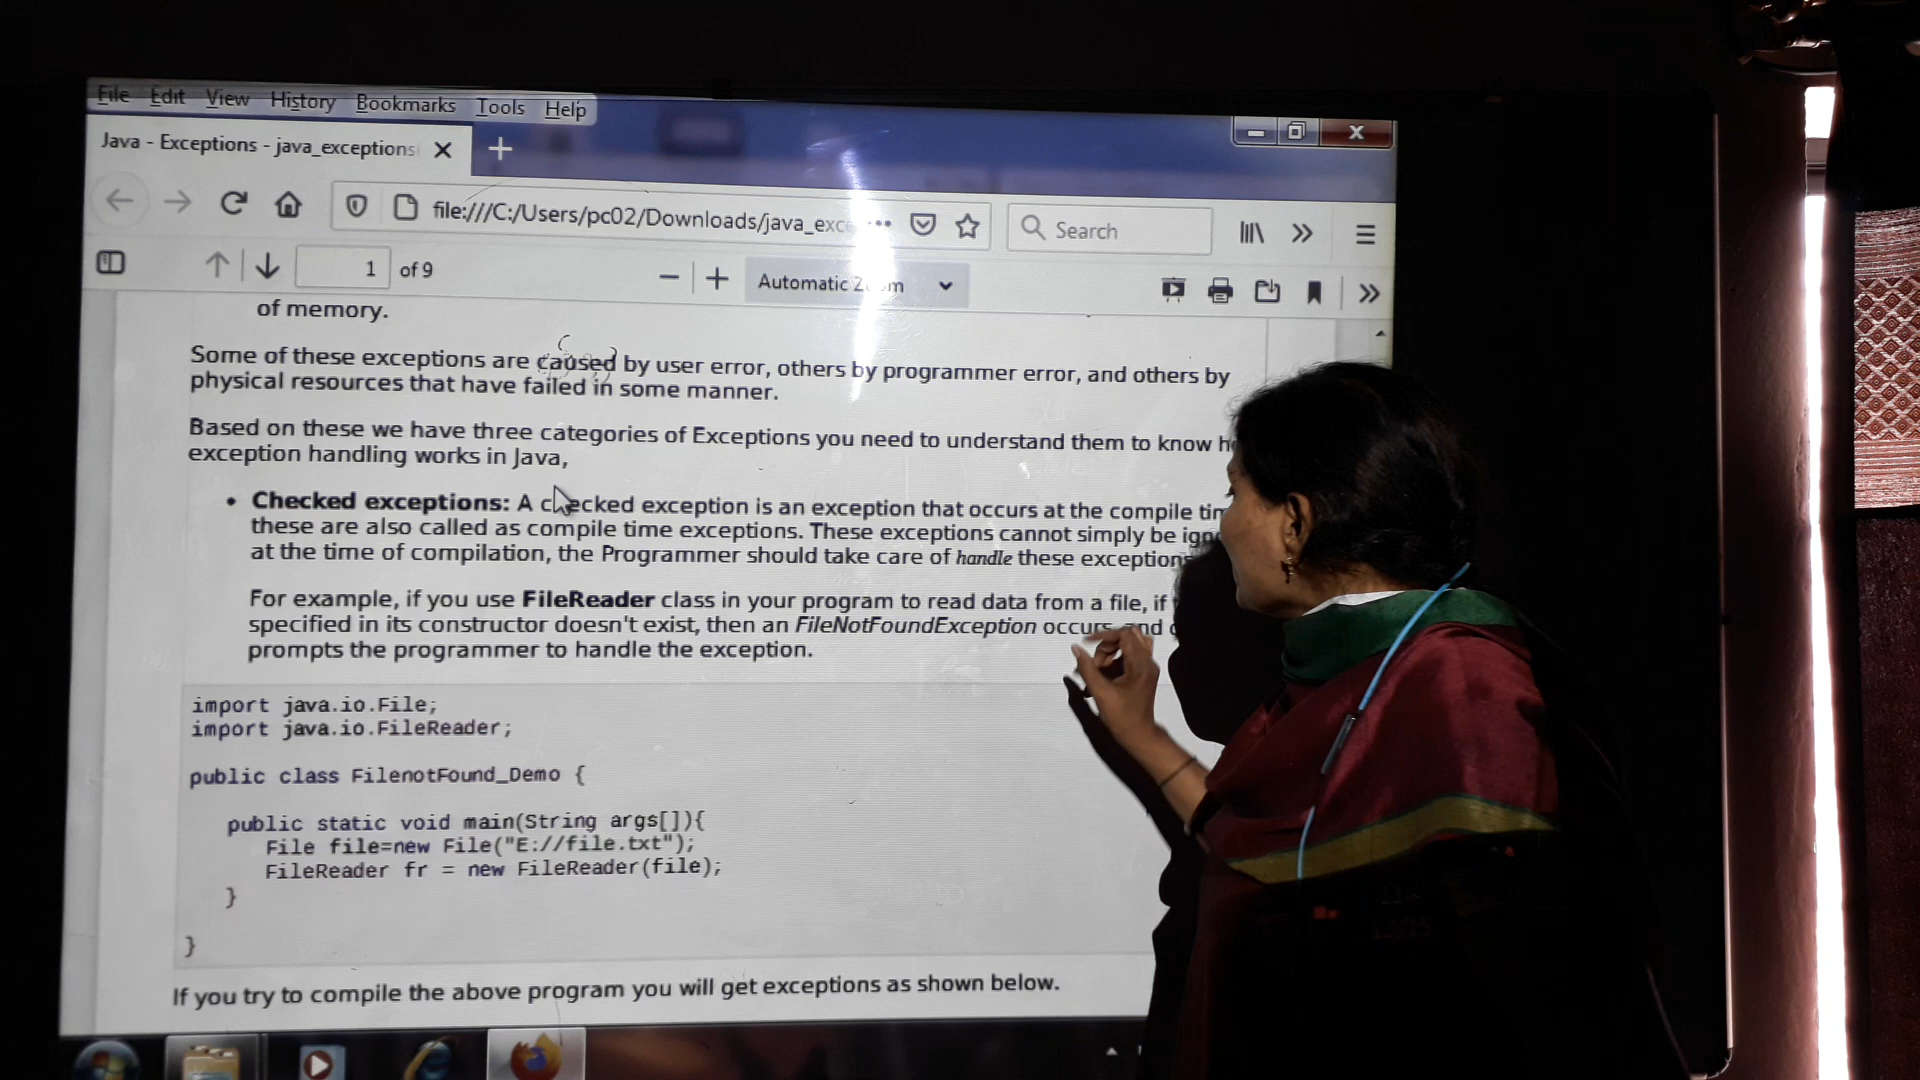 File Edit View History Bookmarks Tools Help
Java - Exceptions - java_exceptions
file:///C:/Users/pc02/Downloads/java_exc
Search
1 of 9
Automatic
of memory.
Some of these exceptions are caused by user error, others by programmer error, and others by
physical resources that have failed in some manner.
Based on these we have three categories of Exceptions you need to understand them to know
exception handling works in Java,
• Checked exceptions: A checked exception is an exception that occurs at the compile
these are also called as compile time exceptions. These exceptions cannot simply be
at the time of compilation, the Programmer should take care of handle these exceptions
For example, if you use FileReader class in your program to read data from a file, if
specified in its constructor doesn't exist, then an FileNotFoundException occurs, and
prompts the programmer to handle the exception.
import java.io.File;
import java.io.FileReader;
public class FilenotFound_Demo {
public static void main(String args[]){
File file=new File("E://file.txt");
FileReader fr = new FileReader(file);
}
}
If you try to compile the above program you will get exceptions as shown below.